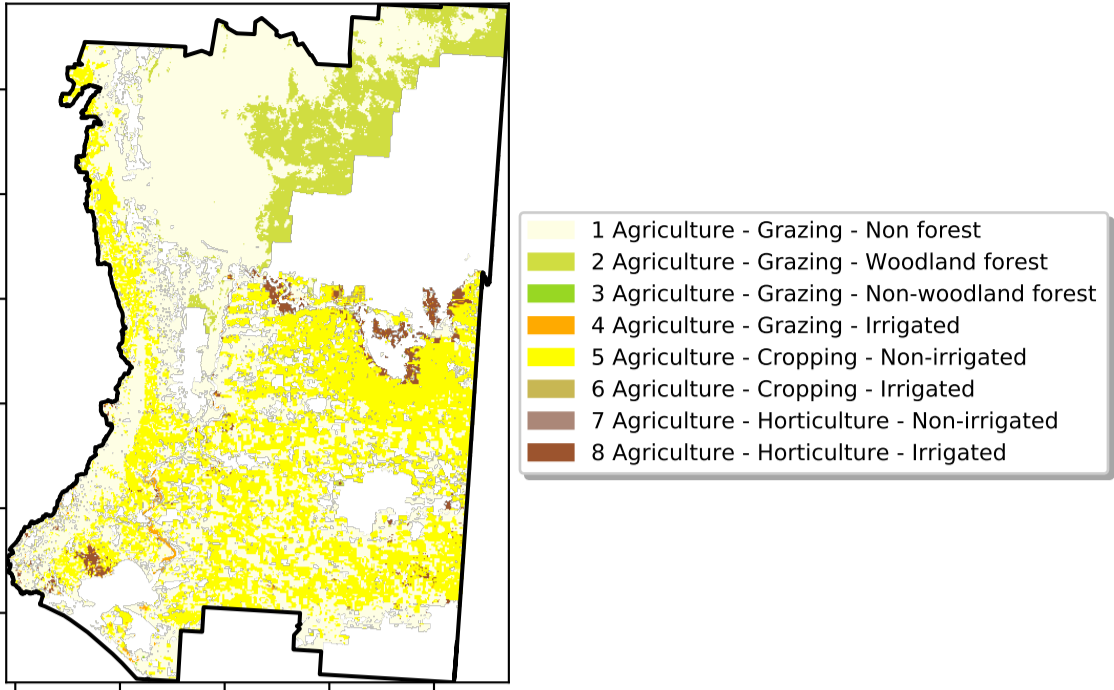 1 Agriculture - Grazing - Non forest
2 Agriculture - Grazing - Woodland forest
3 Agriculture - Grazing - Non-woodland forest
4 Agriculture - Grazing - Irrigated
5 Agriculture - Cropping - Non-irrigated
6 Agriculture - Cropping - Irrigated
7 Agriculture - Horticulture - Non-irrigated
8 Agriculture - Horticulture - Irrigated